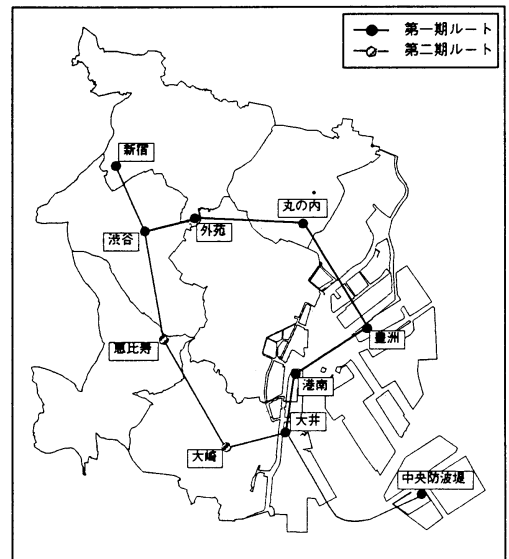 第一期ルート
第二期ルート
新宿
丸の内
外苑
渋谷
豊洲
恵比寿
港南
大井
大崎
中央防波堤